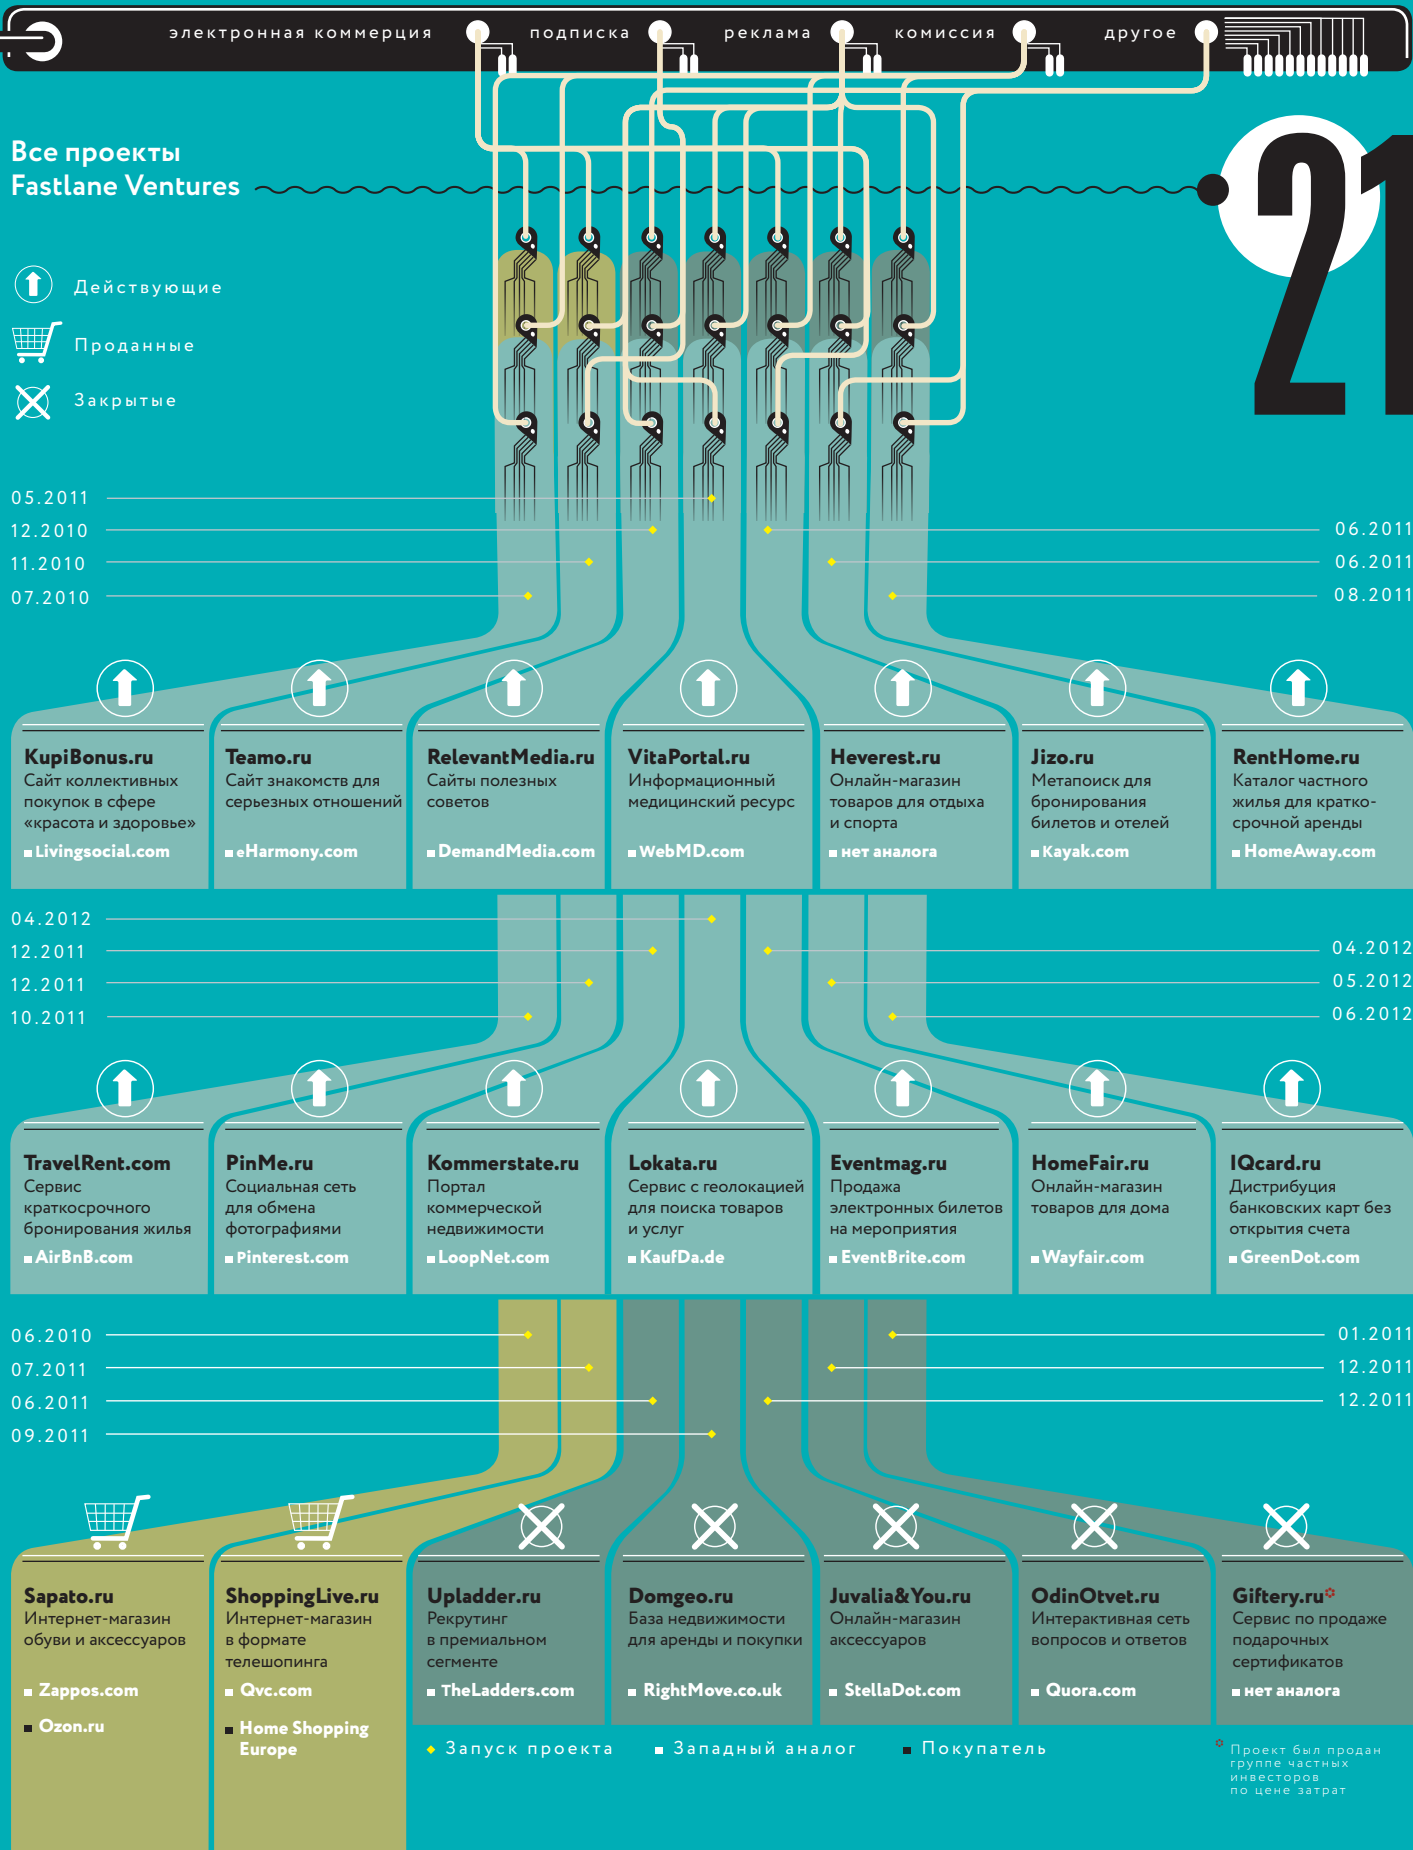 электронная коммерция
подписка
реклама
комиссия
другое
Все проекты
Fastlane Ventures
21
Действующие
Проданные
Закрытые
05.2011
12.2010
11.2010
07.2010
06.2011
06.2011
08.2011
KupiBonus.ru
Сайт коллективных
покупок в сфере
«красота и здоровье»
Livingsocial.com
Teamo.ru
Сайт знакомств для
серьезных отношений
eHarmony.com
RelevantMedia.ru
Сайты полезных
советов
DemandMedia.com
VitaPortal.ru
Информационный
медицинский ресурс
WebMD.com
Heverest.ru
Онлайн-магазин
товаров для отдыха
и спорта
нет аналога
Jizo.ru
Метапоиск для
бронирования
билетов и отелей
Kayak.com
RentHome.ru
Каталог частного
жилья для кратко-
срочной аренды
HomeAway.com
04.2012
12.2011
12.2011
10.2011
04.2012
05.2012
06.2012
TravelRent.com
Сервис
краткосрочного
бронирования жилья
AirBnB.com
PinMe.ru
Социальная сеть
для обмена
фотографиями
Pinterest.com
Kommerstate.ru
Портал
коммерческой
недвижимости
LoopNet.com
Lokata.ru
Сервис с геолокацией
для поиска товаров
и услуг
KaufDa.de
Eventmag.ru
Продажа
электронных билетов
на мероприятия
EventBrite.com
HomeFair.ru
Онлайн-магазин
товаров для дома
Wayfair.com
IQcard.ru
Дистрибуция
банковских карт без
открытия счета
GreenDot.com
06.2010
07.2011
06.2011
09.2011
01.2011
12.2011
12.2011
Sapato.ru
Интернет-магазин
обуви и аксессуаров
Zappos.com
Ozon.ru
ShoppingLive.ru
Интернет-магазин
в формате
телешопинга
Qvc.com
Home Shopping
Europe
Upladder.ru
Рекрутинг
в премиальном
сегменте
TheLadders.com
Domgeo.ru
База недвижимости
для аренды и покупки
RightMove.co.uk
Juvalia&You.ru
Онлайн-магазин
аксессуаров
StellaDot.com
OdinOtvet.ru
Интерактивная сеть
вопросов и ответов
Quora.com
Giftery.ru*
Сервис по продаже
подарочных
сертификатов
нет аналога
Запуск проекта
Западный аналог
Покупатель
* Проект был продан
группе частных
инвесторов
по цене затрат